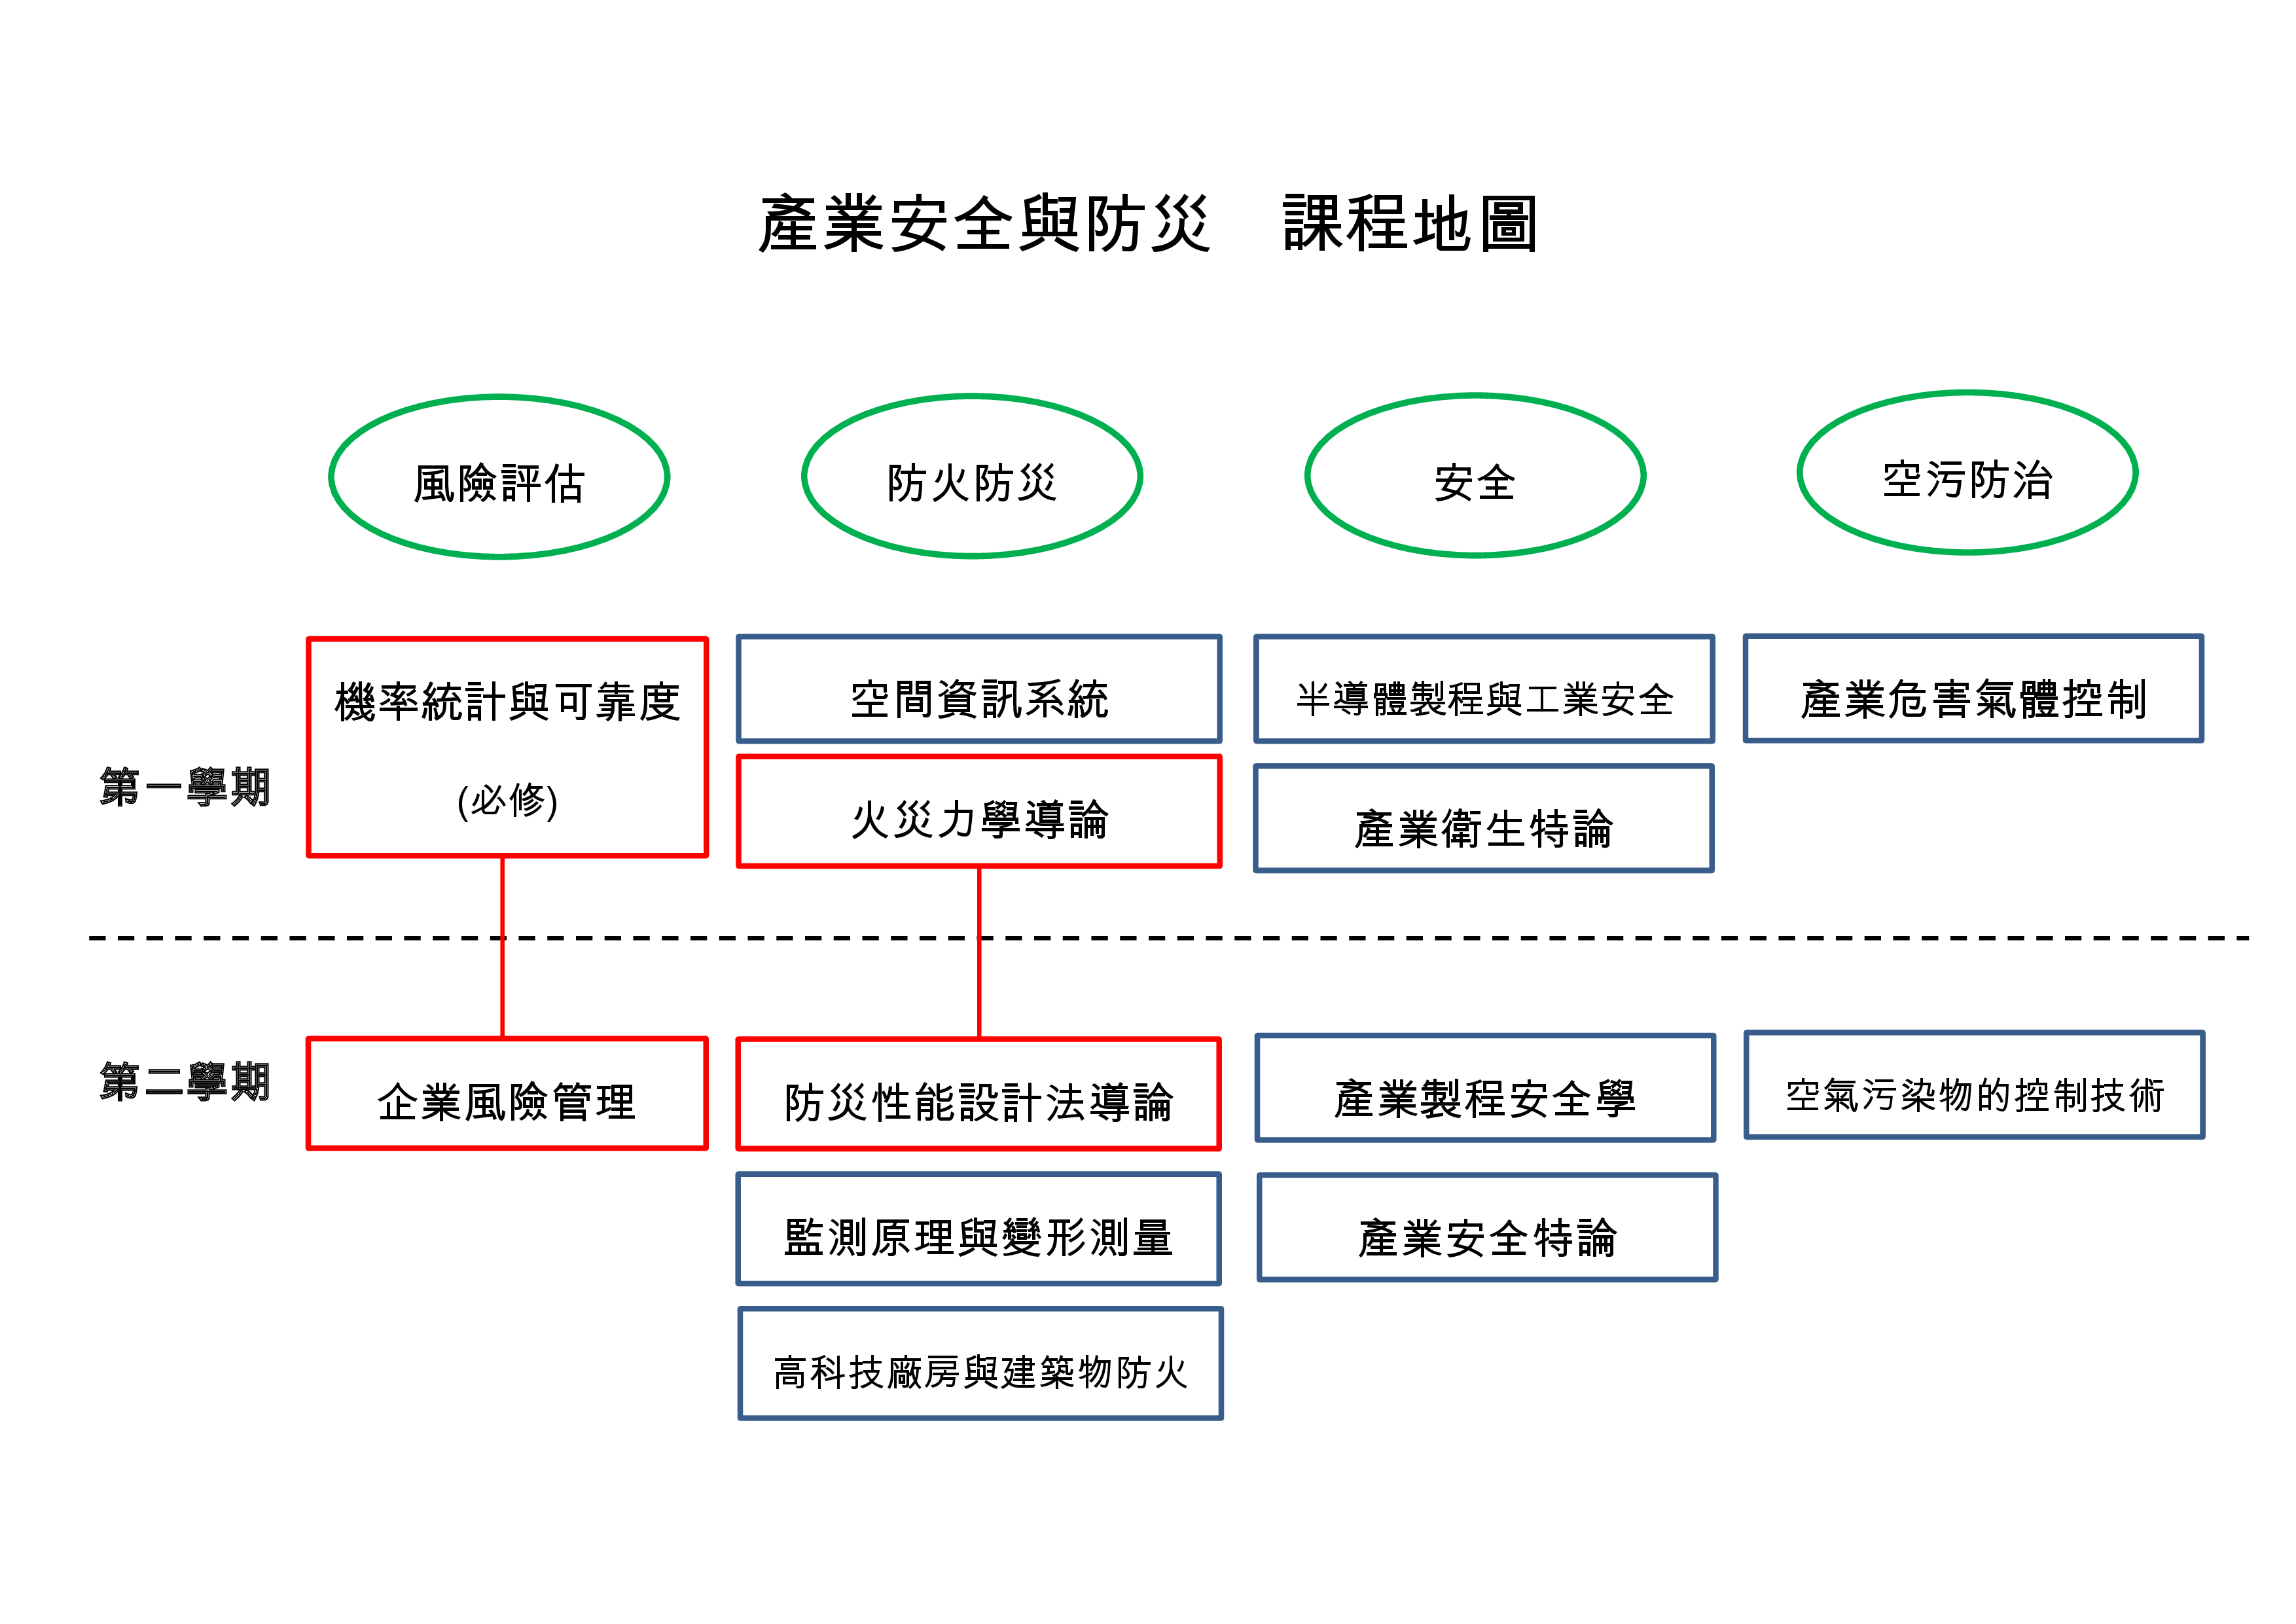 產業安全與防災　課程地圖
風險評估
防火防災
安全
空污防治
第一學期
機率統計與可靠度
(必修)
空間資訊系統
火災力學導論
半導體製程與工業安全
產業衛生特論
產業危害氣體控制
第二學期
企業風險管理
防災性能設計法導論
監測原理與變形測量
高科技廠房與建築物防火
產業製程安全學
產業安全特論
空氣污染物的控制技術